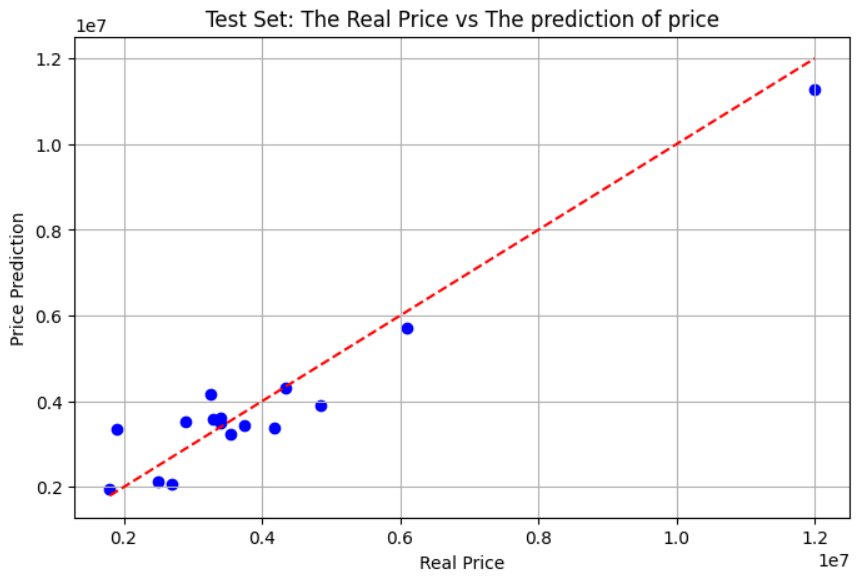 Test Set: The Real Price vs The prediction of price
1e7
1.2
1.0
0.8
0.6
0.4
0.2
Price Prediction
0.2 0.4 0.6 0.8 1.0 1.2
1e7
Real Price